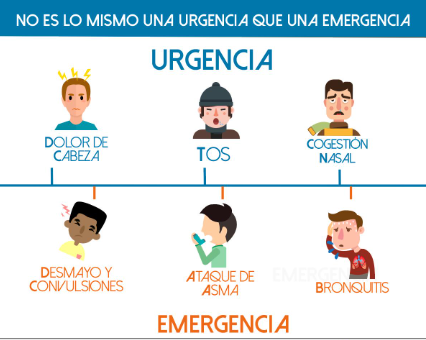 NO ES LO MISMO UNA URGENCIA QUE UNA EMERGENCIA
URGENCIA
DOLOR DE
CABEZA
TOS
COGESTIÓN
NASAL
DESMAYO Y
CONVULSIONES
ATAQUE DE
ASMA
EMERGENCIA
BRONQUITIS
EMERGENCIA